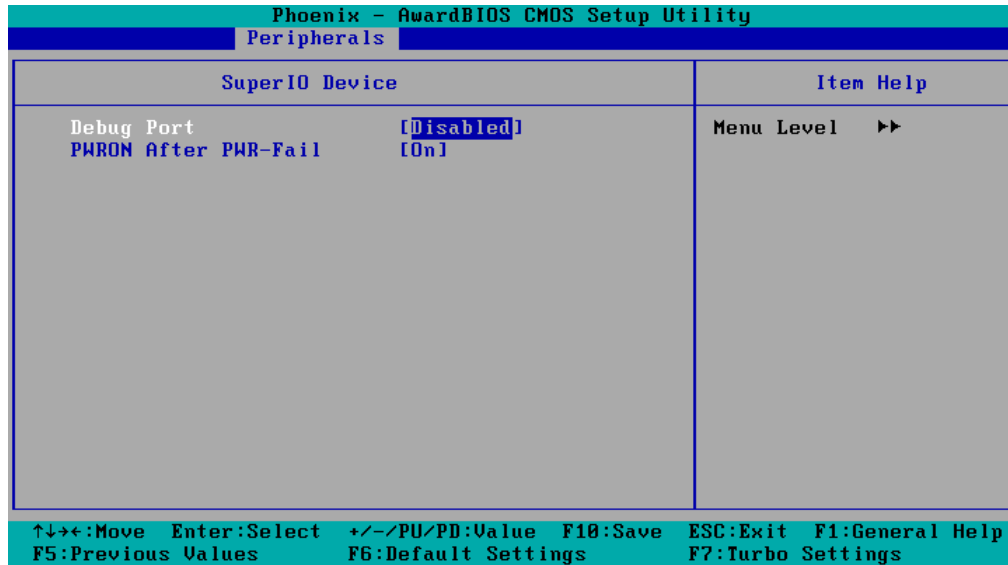 Phoenix - AwardBIOS CMOS Setup Utility
Peripherals
SuperIO Device
Item Help
Debug Port [Disabled]
PWRON After PWR-Fail [On]
Menu Level ▸▸
↑↓→←:Move Enter:Select +/-/PU/PD:Value F10:Save ESC:Exit F1:General Help
F5:Previous Values F6:Default Settings F7:Turbo Settings